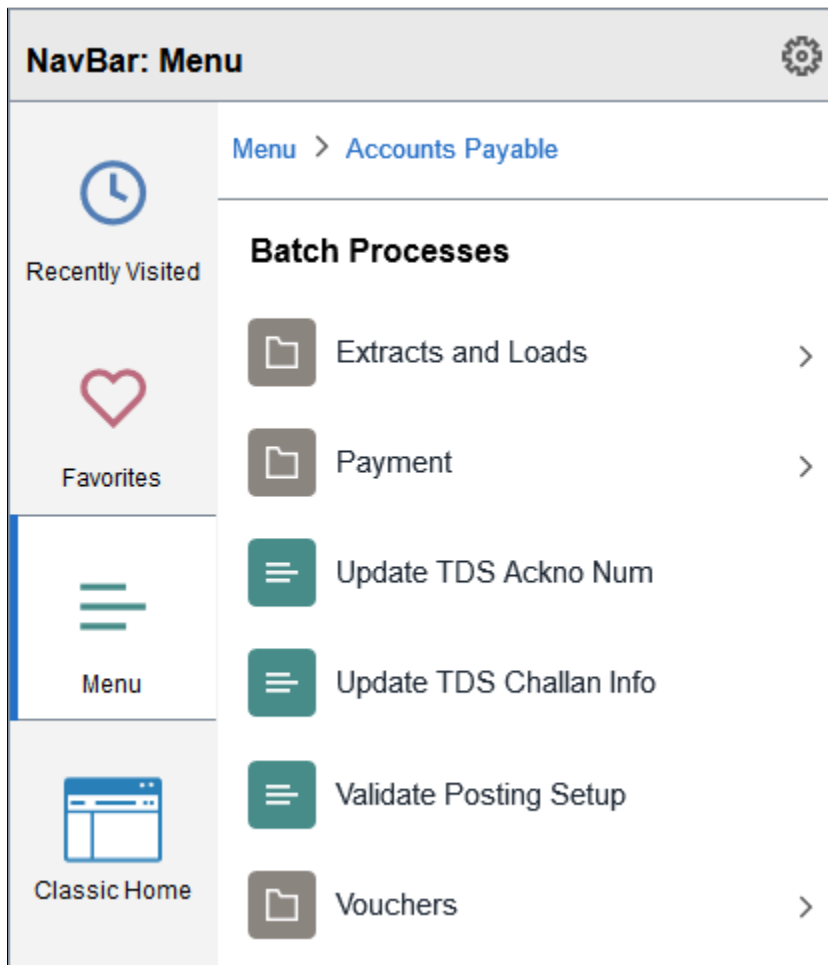 NavBar: Menu
Menu > Accounts Payable
Recently Visited
Favorites
Menu
Classic Home
Batch Processes
Extracts and Loads
Payment
Update TDS Ackno Num
Update TDS Challan Info
Validate Posting Setup
Vouchers